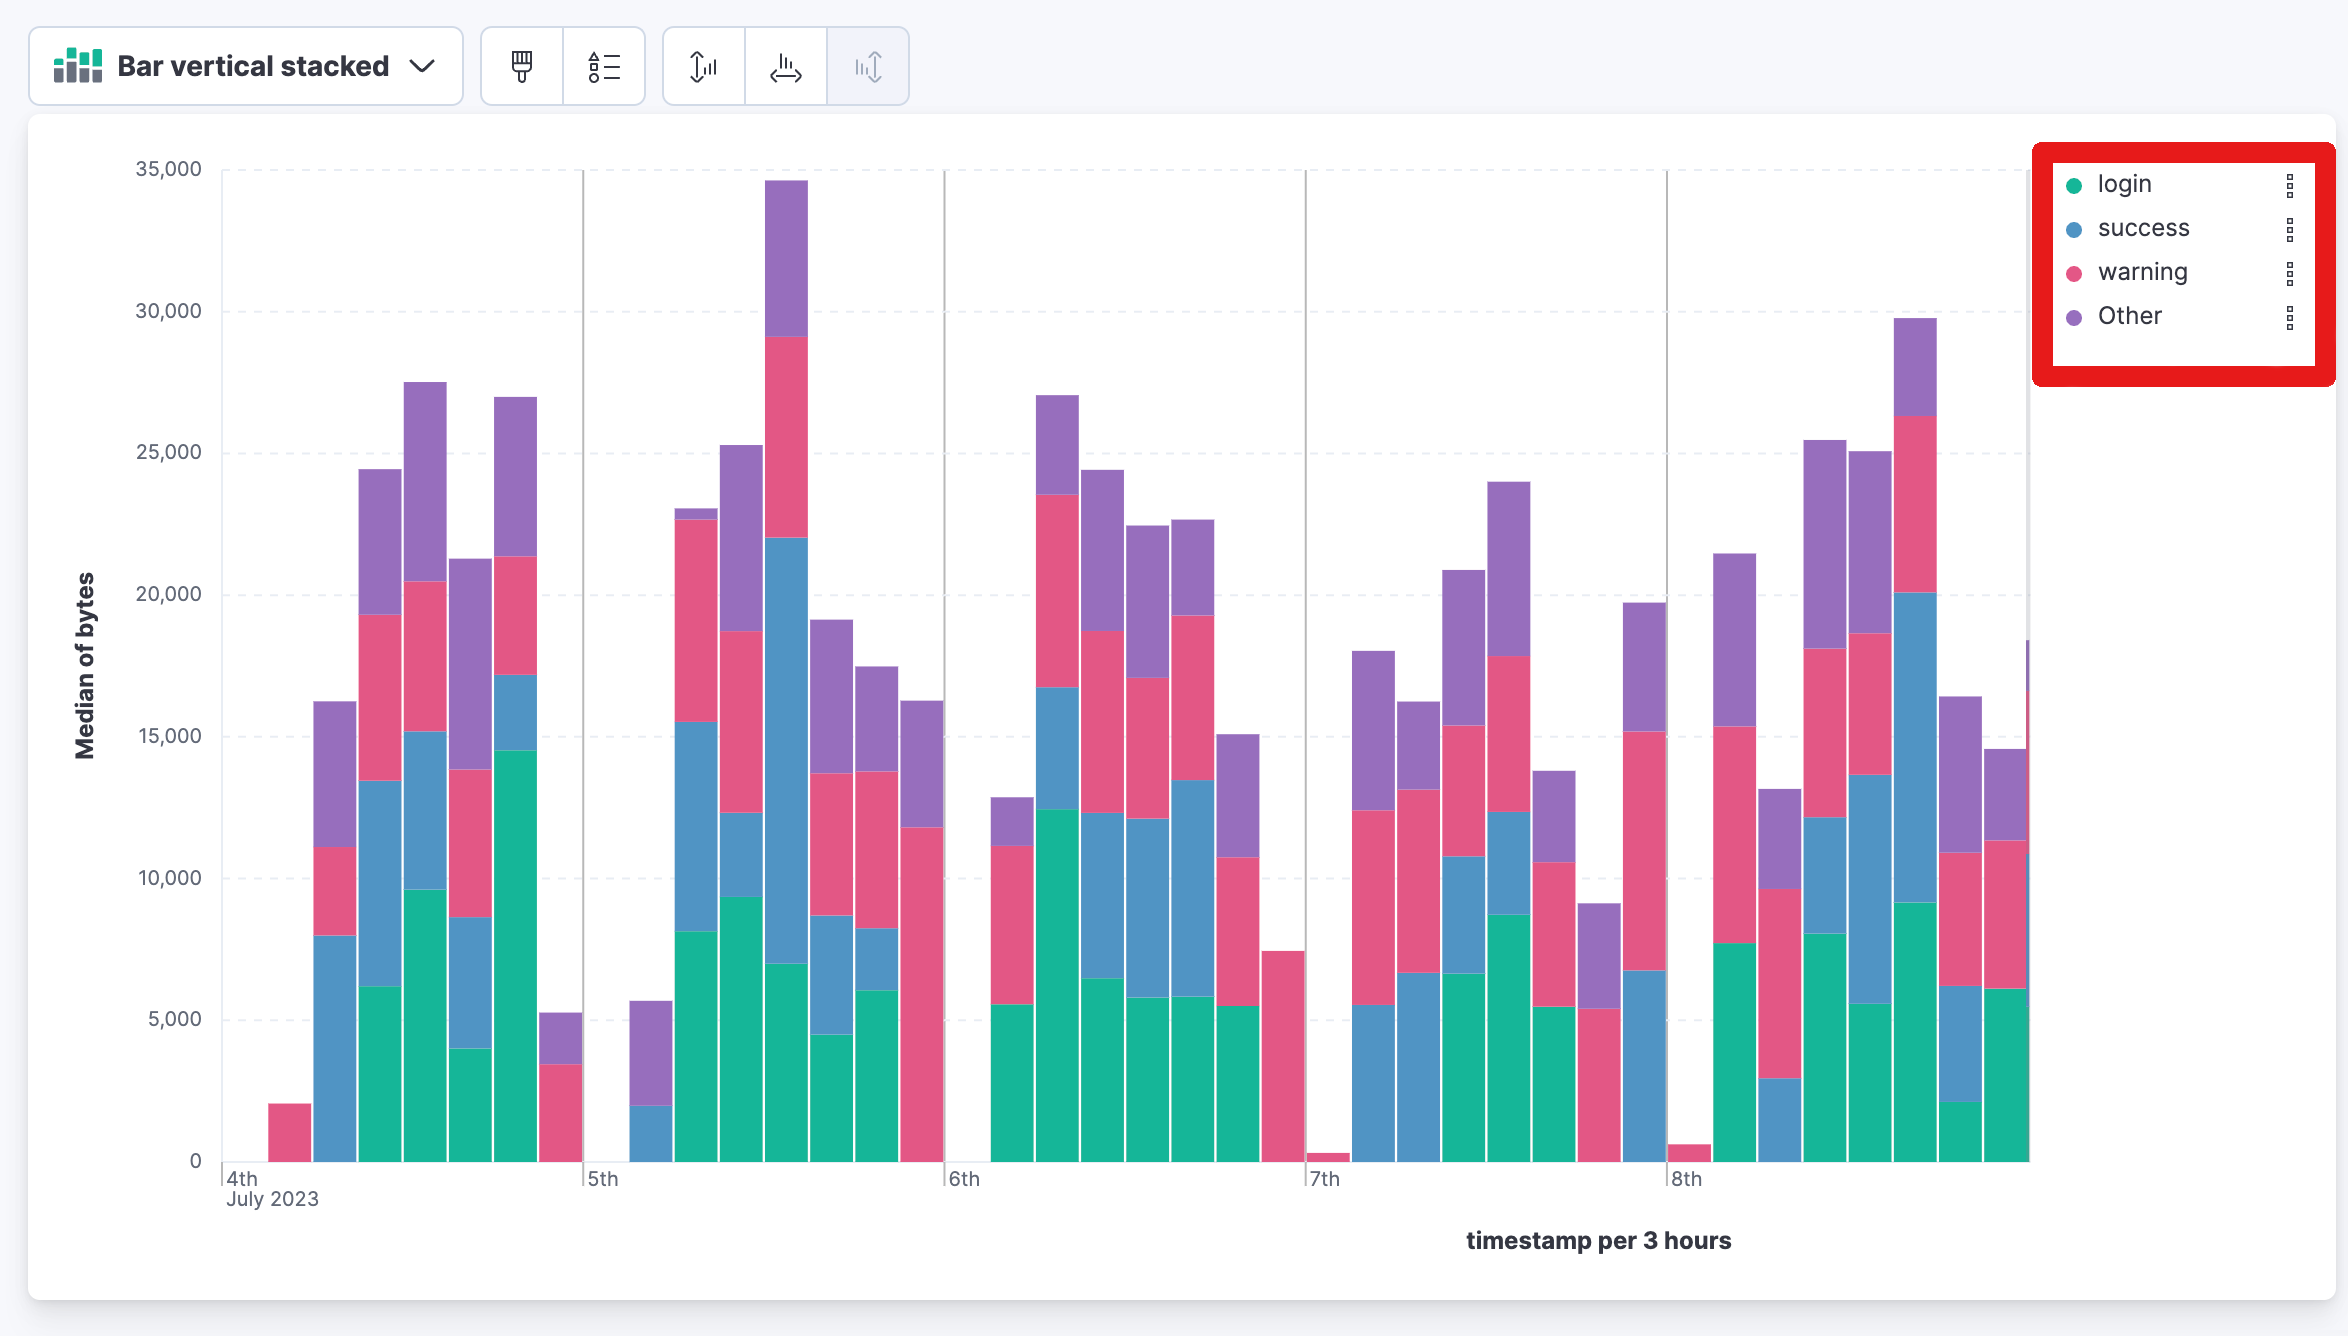 Bar vertical stacked
35,000
30,000
25,000
20,000
15,000
10,000
5,000
0
Median of bytes
4th
July 2023
5th
6th
7th
8th
timestamp per 3 hours
login
success
warning
Other